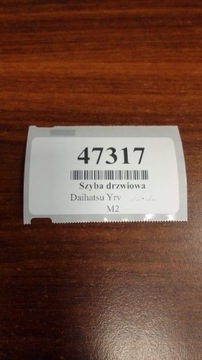 47317
Szyba drzwiowa
Daihatsu Yrv
M2